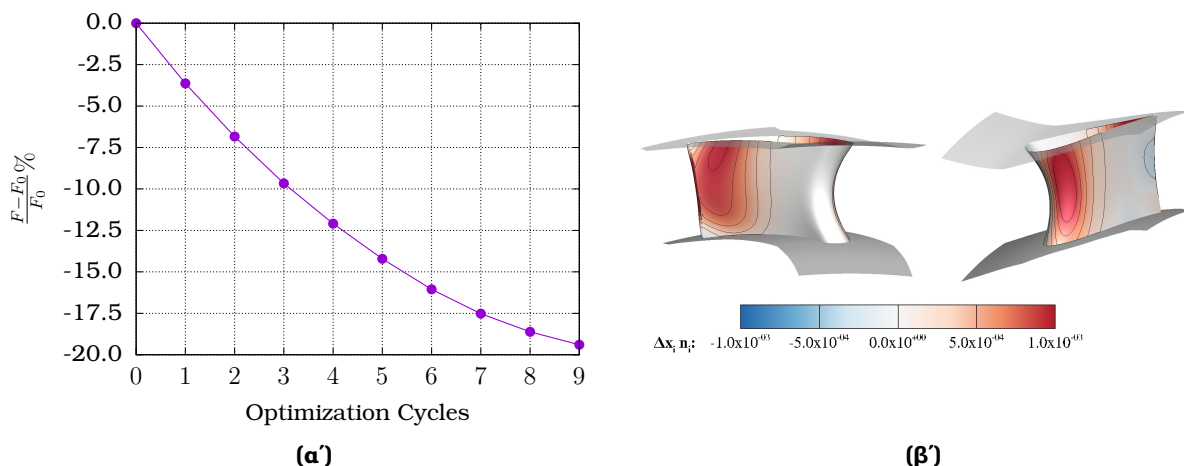 0.0
-2.5
-5.0
-7.5
-10.0
-12.5
-15.0
-17.5
-20.0
F−F₀/F₀ %
0 1 2 3 4 5 6 7 8 9
Optimization Cycles
(α′)
Δxᵢ nᵢ: -1.0x10⁻⁰³ -5.0x10⁻⁰⁴ 0.0x10⁺⁰⁰ 5.0x10⁻⁰⁴ 1.0x10⁻⁰³
(β′)